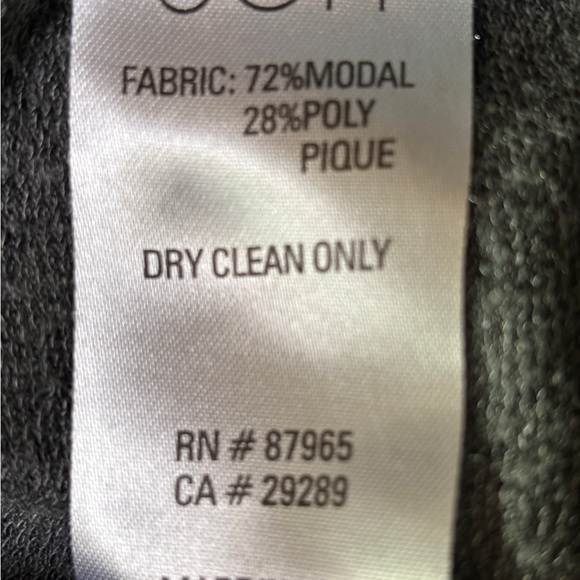 FABRIC: 72%MODAL
28%POLY
PIQUE
DRY CLEAN ONLY
RN # 87965
CA # 29289